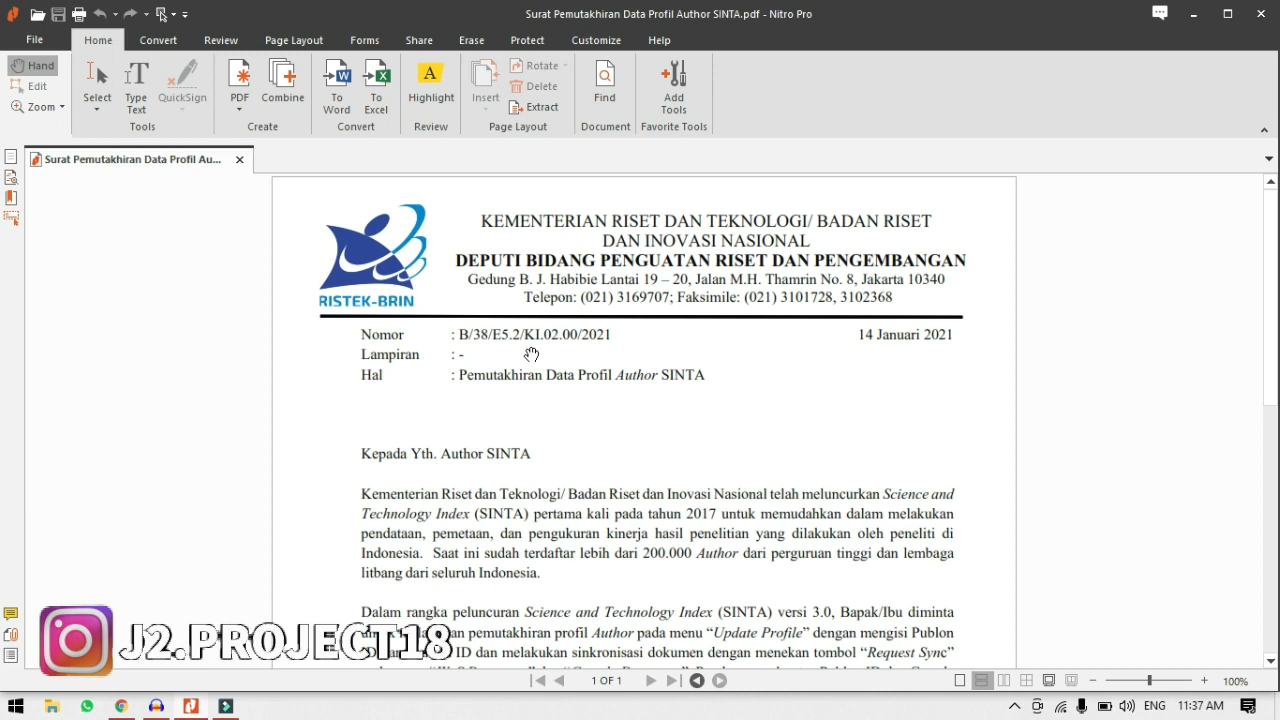 Surat Pemutakhiran Data Profil Author SINTA.pdf - Nitro Pro
File Home Convert Review Page Layout Forms Share Erase Protect Customize Help
Hand
Edit
Zoom
Select
Type Text
QuickSign
Tools
PDF
Combine
Create
To Word
To Excel
Convert
Highlight
Review
Insert
Rotate
Delete
Extract
Page Layout
Find
Document
Add Tools
Favorite Tools
Surat Pemutakhiran Data Profil Au...
RISTEK-BRIN
KEMENTERIAN RISET DAN TEKNOLOGI/ BADAN RISET
DAN INOVASI NASIONAL
DEPUTI BIDANG PENGUATAN RISET DAN PENGEMBANGAN
Gedung B. J. Habibie Lantai 19 – 20, Jalan M.H. Thamrin No. 8, Jakarta 10340
Telepon: (021) 3169707; Faksimile: (021) 3101728, 3102368
Nomor : B/38/E5.2/KI.02.00/2021 14 Januari 2021
Lampiran : -
Hal : Pemutakhiran Data Profil Author SINTA
Kepada Yth. Author SINTA
Kementerian Riset dan Teknologi/ Badan Riset dan Inovasi Nasional telah meluncurkan Science and
Technology Index (SINTA) pertama kali pada tahun 2017 untuk memudahkan dalam melakukan
pendataan, pemetaan, dan pengukuran kinerja hasil penelitian yang dilakukan oleh peneliti di
Indonesia. Saat ini sudah terdaftar lebih dari 200.000 Author dari perguruan tinggi dan lembaga
litbang dari seluruh Indonesia.
Dalam rangka peluncuran Science and Technology Index (SINTA) versi 3.0, Bapak/Ibu diminta
pemutakhiran profil Author pada menu “Update Profile” dengan mengisi Publon
ID dan melakukan sinkronisasi dokumen dengan menekan tombol “Request Sync”
J2.PROJECT18
1 OF 1
100%
ENG 11:37 AM